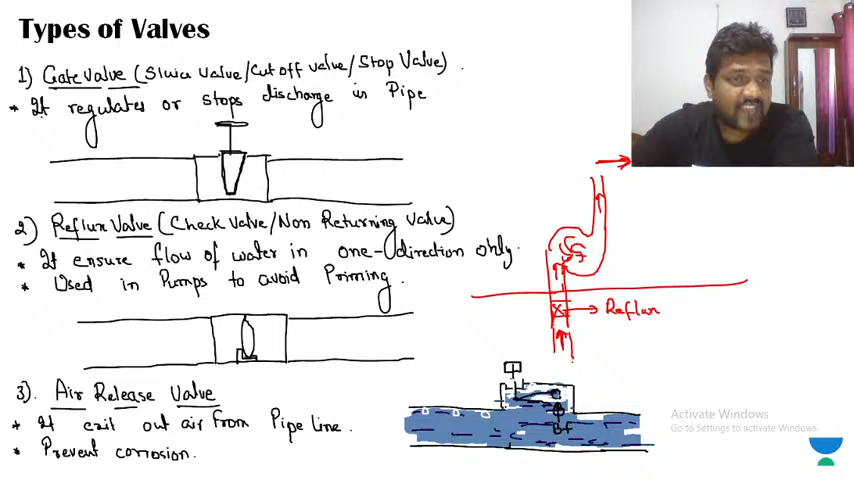 Types of Valves
1) Gate Valve (Sluice Valve/Cut off Valve/Stop Valve).
* It regulates or stops discharge in Pipe
2) Reflux Valve (Check Valve/Non Returning Valve)
* It ensure flow of water in one-direction only.
* Used in Pumps to avoid Priming.
Reflux
3). Air Release Valve
* It exit out air from Pipe line.
* Prevent corrosion.
Activate Windows
Go to Settings to activate Windows.